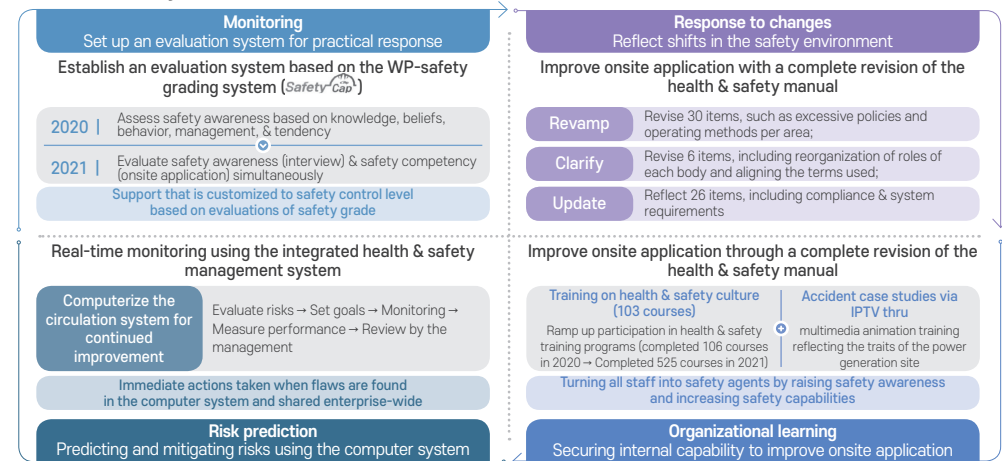 Monitoring
Set up an evaluation system for practical response
Establish an evaluation system based on the WP-safety
grading system (Safety Cap)
2020 | Assess safety awareness based on knowledge, beliefs,
behavior, management, & tendency
2021 | Evaluate safety awareness (interview) & safety competency
(onsite application) simultaneously
Support that is customized to safety control level
based on evaluations of safety grade
Response to changes
Reflect shifts in the safety environment
Improve onsite application with a complete revision of the
health & safety manual
Revamp
Revise 30 items, such as excessive policies and
operating methods per area;
Clarify
Revise 6 items, including reorganization of roles of
each body and aligning the terms used;
Update
Reflect 26 items, including compliance & system
requirements
Real-time monitoring using the integrated health & safety
management system
Computerize the
circulation system for
continued
improvement
Evaluate risks → Set goals → Monitoring →
Measure performance → Review by the
management
Immediate actions taken when flaws are found
in the computer system and shared enterprise-wide
Risk prediction
Predicting and mitigating risks using the computer system
Improve onsite application through a complete revision of the
health & safety manual
Training on health & safety culture
(103 courses)
Ramp up participation in health & safety
training programs (completed 106 courses
in 2020 → Completed 525 courses in 2021)
Accident case studies via
IPTV thru
multimedia animation training
reflecting the traits of the power
generation site
Turning all staff into safety agents by raising safety awareness
and increasing safety capabilities
Organizational learning
Securing internal capability to improve onsite application